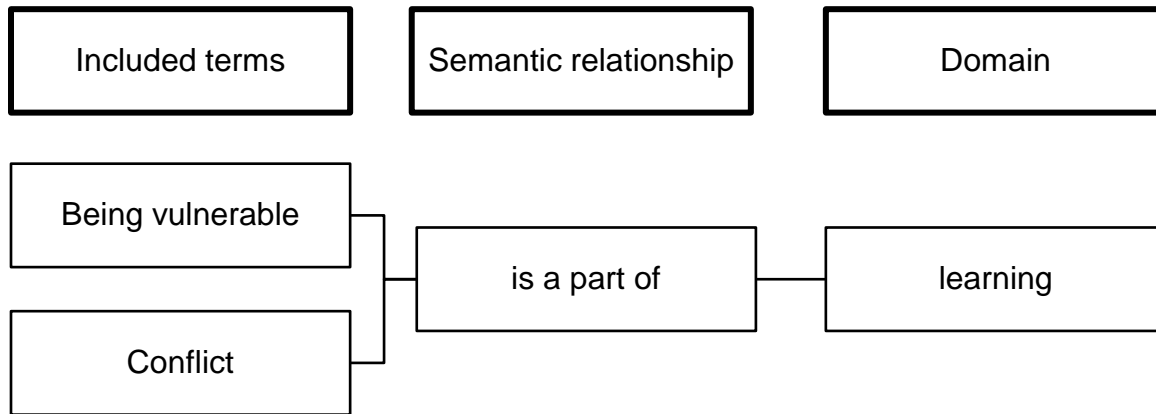 Included terms
Semantic relationship
Domain
Being vulnerable
is a part of
learning
Conflict